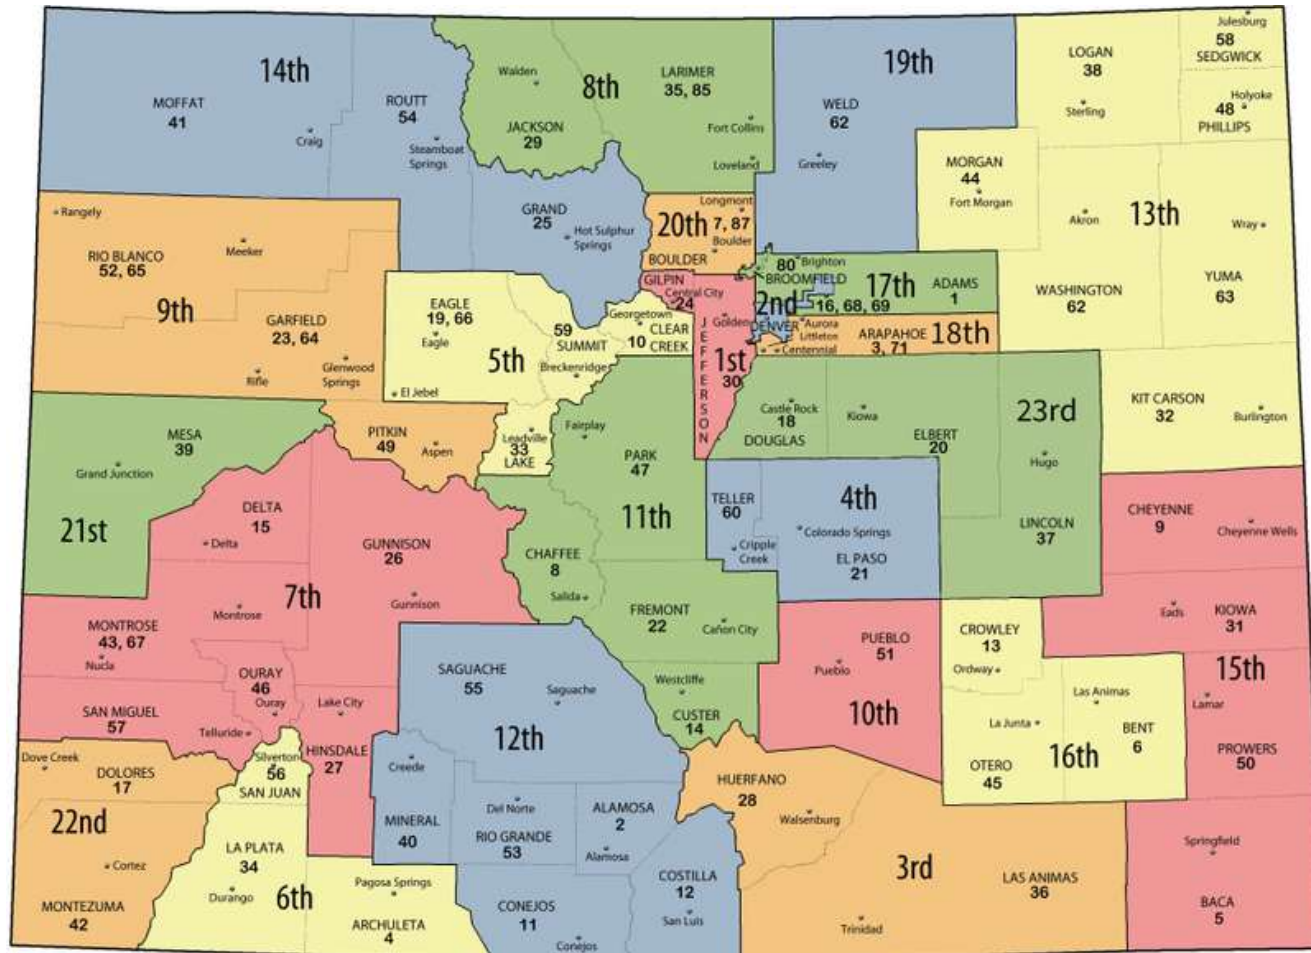 14th
MOFFAT
41
Craig
ROUTT
54
Steamboat
Springs
8th
Walden
JACKSON
29
LARIMER
35, 85
Fort Collins
Loveland
19th
WELD
62
Greeley
LOGAN
38
Sterling
Julesburg
58
SEDGWICK
Holyoke
48
PHILLIPS
MORGAN
44
Fort Morgan
13th
Akron
WASHINGTON
62
Wray
YUMA
63
KIT CARSON
32
Burlington
GRAND
25
Hot Sulphur
Springs
20th
Longmont
7, 87
Boulder
BOULDER
Rangely
RIO BLANCO
52, 65
Meeker
9th
GARFIELD
23, 64
Rifle
Glenwood
Springs
PITKIN
49
Aspen
EAGLE
19, 66
Eagle
El Jebel
5th
59
SUMMIT
Breckenridge
Georgetown
10
CLEAR
CREEK
Leadville
33
LAKE
GILPIN
Central City
24
Golden
JEFFERSON
1st
30
2nd
DENVER
80
Brighton
BROOMFIELD
17th
16, 68, 69
ADAMS
1
Aurora
Littleton
Centennial
ARAPAHOE
3, 71
18th
23rd
Castle Rock
18
DOUGLAS
Kiowa
ELBERT
20
Hugo
LINCOLN
37
MESA
39
Grand Junction
21st
DELTA
15
Delta
GUNNISON
26
Gunnison
7th
Montrose
MONTROSE
43, 67
Nucla
OURAY
46
Ouray
SAN MIGUEL
57
Telluride
Lake City
HINSDALE
27
Fairplay
PARK
47
11th
CHAFFEE
8
Salida
FREMONT
22
Cañon City
Westcliffe
CUSTER
14
TELLER
60
Cripple
Creek
4th
Colorado Springs
EL PASO
21
CHEYENNE
9
Cheyenne Wells
Eads
KIOWA
31
15th
Lamar
PROWERS
50
Springfield
BACA
5
PUEBLO
51
Pueblo
10th
CROWLEY
13
Ordway
Las Animas
BENT
6
La Junta
16th
OTERO
45
SAGUACHE
55
Saguache
12th
Creede
MINERAL
40
Del Norte
RIO GRANDE
53
ALAMOSA
2
Alamosa
COSTILLA
12
San Luis
CONEJOS
11
Conejos
Dove Creek
DOLORES
17
22nd
Cortez
MONTEZUMA
42
Silverton
56
SAN JUAN
LA PLATA
34
Durango
6th
Pagosa Springs
ARCHULETA
4
HUERFANO
28
Walsenburg
3rd
LAS ANIMAS
36
Trinidad